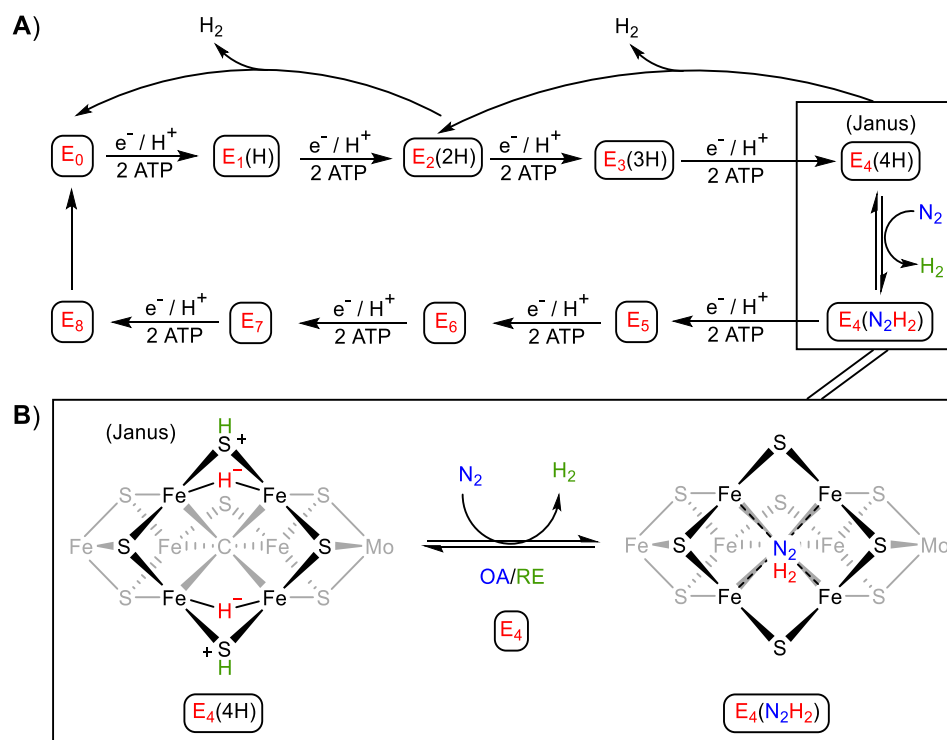 A)
H₂ H₂
(Janus)
E₀ e⁻ / H⁺ 2 ATP E₁(H) e⁻ / H⁺ 2 ATP E₂(2H) e⁻ / H⁺ 2 ATP E₃(3H) e⁻ / H⁺ 2 ATP E₄(4H)
N₂
H₂
E₈ e⁻ / H⁺ 2 ATP E₇ e⁻ / H⁺ 2 ATP E₆ e⁻ / H⁺ 2 ATP E₅ e⁻ / H⁺ 2 ATP E₄(N₂H₂)
B)
(Janus)
H
S +
H⁻
Fe Fe
S S S
Fe S Fe C Fe S Mo
S S
Fe Fe
H⁻
+ S
H
E₄(4H)
N₂ H₂
OA/RE
E₄
S
Fe Fe
S S S
Fe S Fe N₂ Fe S Mo
H₂
S S
Fe Fe
S
E₄(N₂H₂)